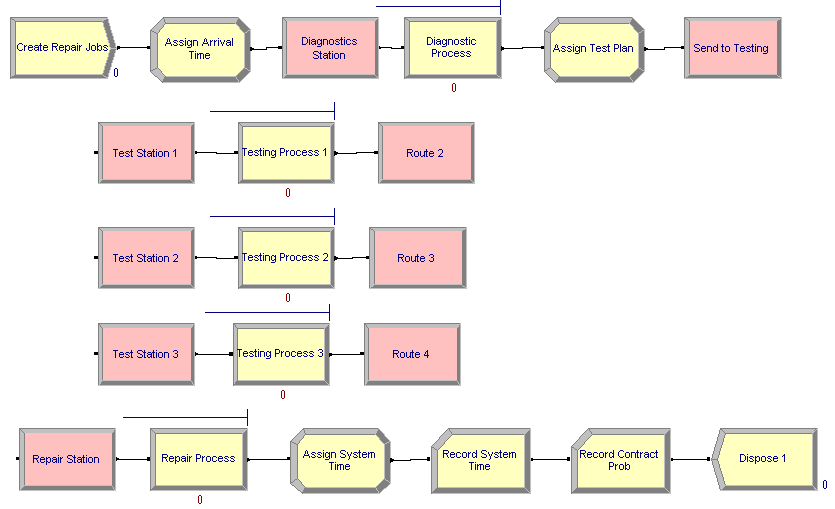 Create Repair Jobs
0
Assign Arrival
Time
Diagnostics
Station
Diagnostic
Process
0
Assign Test Plan
Send to Testing
Test Station 1
Testing Process 1
0
Route 2
Test Station 2
Testing Process 2
0
Route 3
Test Station 3
Testing Process 3
0
Route 4
Repair Station
Repair Process
0
Assign System
Time
Record System
Time
Record Contract
Prob
Dispose 1
0